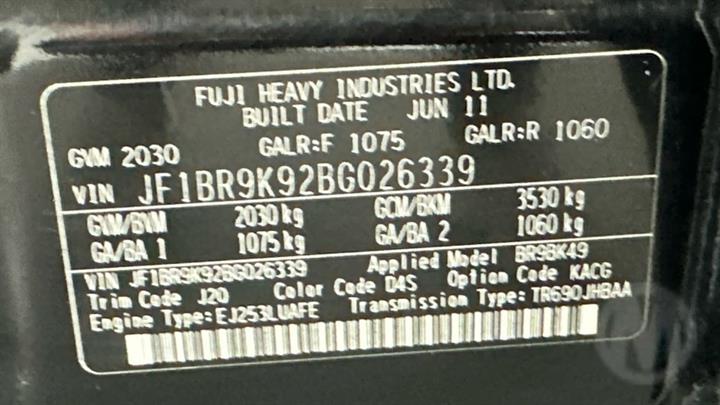 FUJI HEAVY INDUSTRIES LTD.
BUILT DATE JUN 11
GVM 2030 GALR:F 1075 GALR:R 1060
VIN JF1BR9K92BG026339
GVM/BVM 2030 kg GCM/BKM 3530 kg
GA/BA 1 1075 kg GA/BA 2 1060 kg
VIN JF1BR9K92BG026339 Applied Model BR9BK49
Trim Code J20 Color Code D4S Option Code KACG
Engine Type:EJ253LUAFE Transmission Type: TR690JHBAA